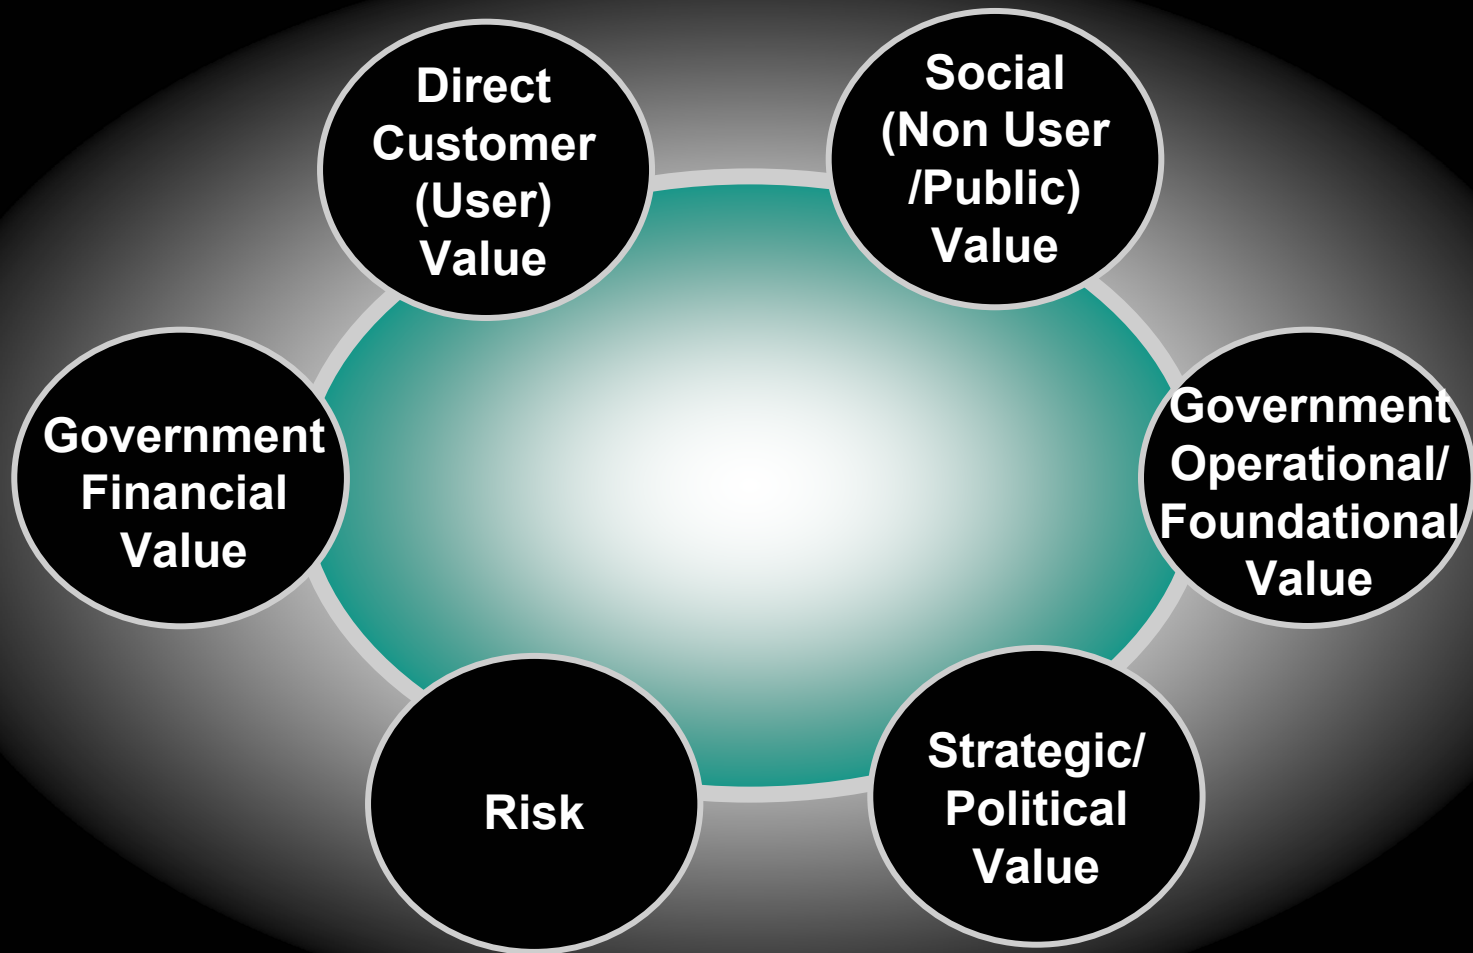 Direct
Customer
(User)
Value
Social
(Non User
/Public)
Value
Government
Financial
Value
Government
Operational/
Foundational
Value
Risk
Strategic/
Political
Value